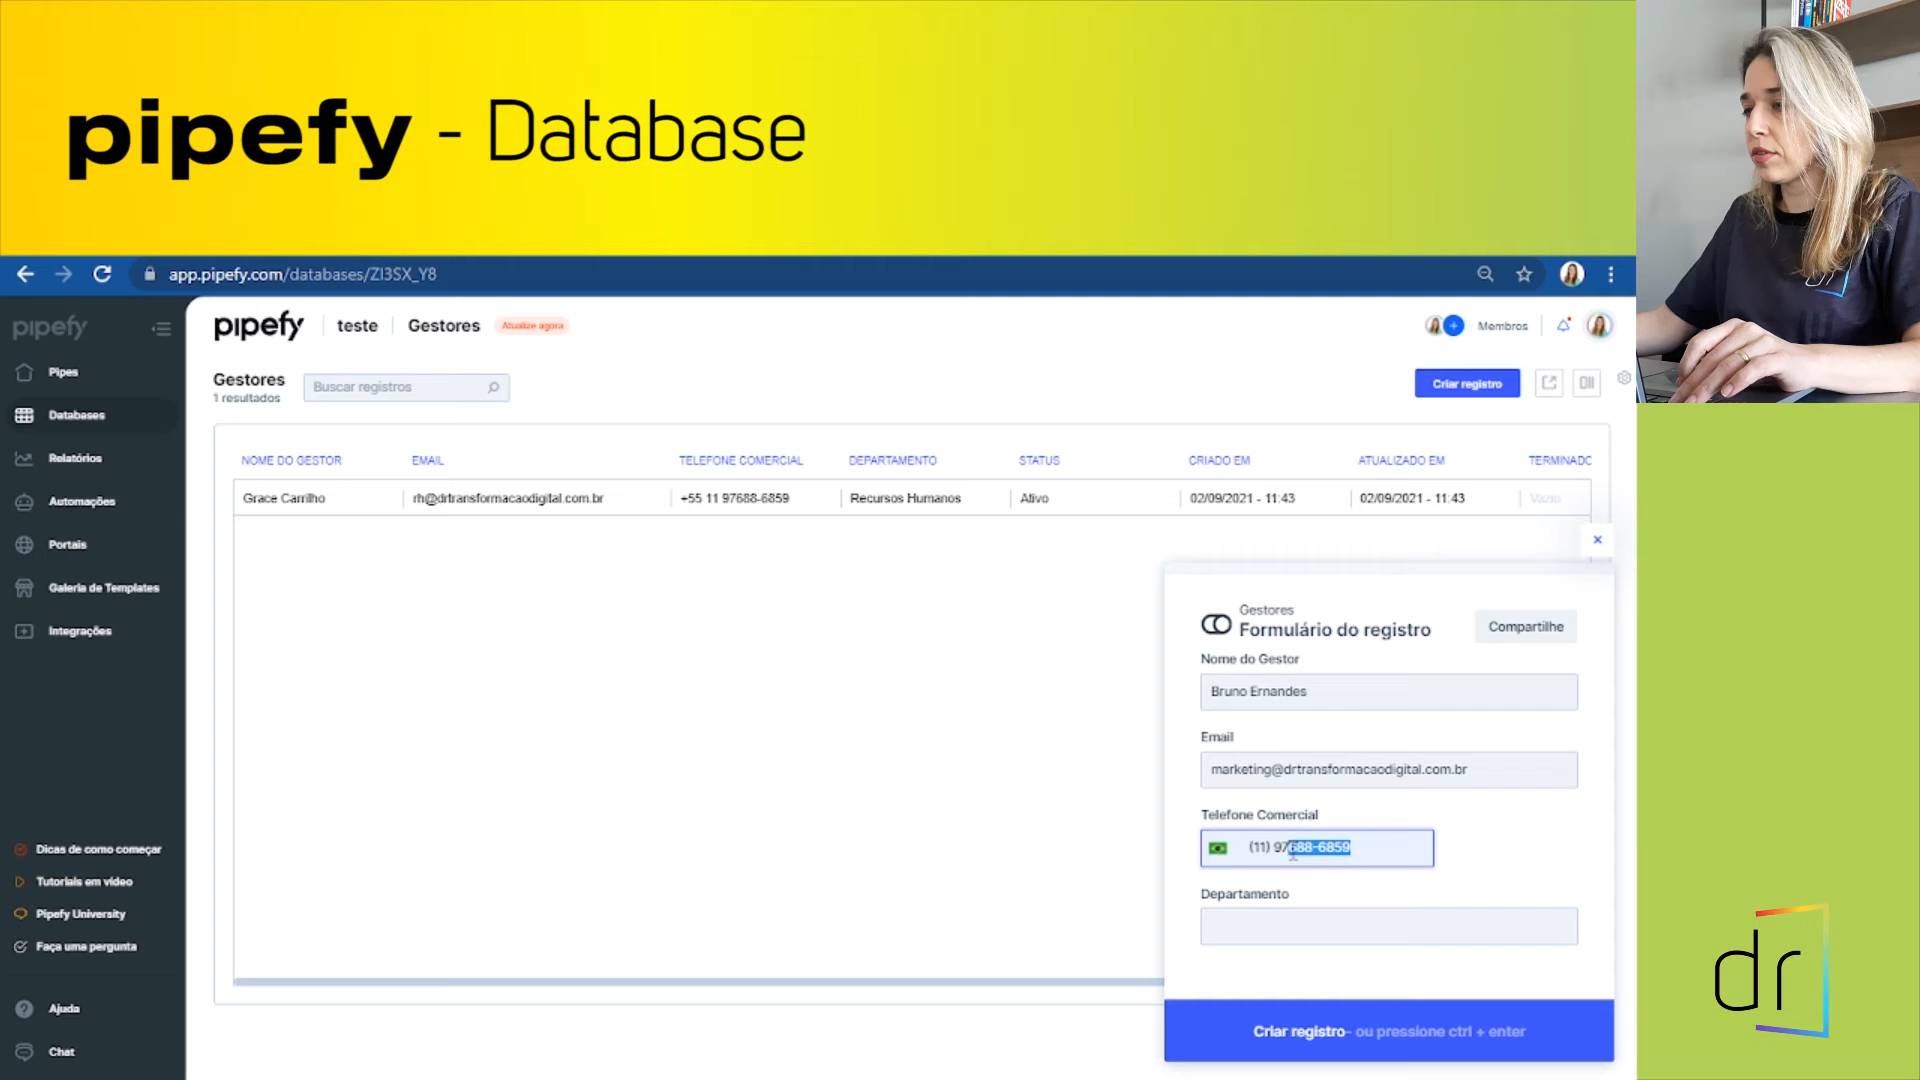 pipefy - Database
app.pipefy.com/databases/ZI3SX_Y8
pipefy
Pipes
Databases
Relatórios
Automações
Portais
Galeria de Templates
Integrações
Dicas de como começar
Tutoriais em vídeo
Pipefy University
Faça uma pergunta
Ajuda
Chat
pipefy teste Gestores Atualize agora
Membros
Gestores
1 resultados
Buscar registros
Criar registro
NOME DO GESTOR EMAIL TELEFONE COMERCIAL DEPARTAMENTO STATUS CRIADO EM ATUALIZADO EM TERMINADO
Grace Carrilho rh@drtransformacaodigital.com.br +55 11 97688-6859 Recursos Humanos Ativo 02/09/2021 - 11:43 02/09/2021 - 11:43 Vazio
Gestores
Formulário do registro
Compartilhe
Nome do Gestor
Bruno Ernandes
Email
marketing@drtransformacaodigital.com.br
Telefone Comercial
(11) 97688-6859
Departamento
Criar registro- ou pressione ctrl + enter
dr